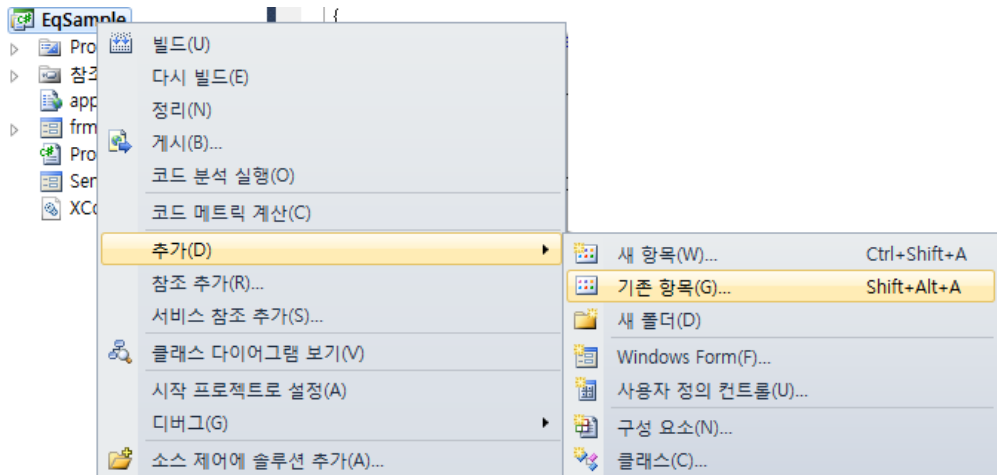 EqSample
{
Pro
참조
app
frm
Pro
Ser
XCo
빌드(U)
다시 빌드(E)
정리(N)
게시(B)...
코드 분석 실행(O)
코드 메트릭 계산(C)
추가(D)
참조 추가(R)...
서비스 참조 추가(S)...
클래스 다이어그램 보기(V)
시작 프로젝트로 설정(A)
디버그(G)
소스 제어에 솔루션 추가(A)...
새 항목(W)... Ctrl+Shift+A
기존 항목(G)... Shift+Alt+A
새 폴더(D)
Windows Form(F)...
사용자 정의 컨트롤(U)...
구성 요소(N)...
클래스(C)...